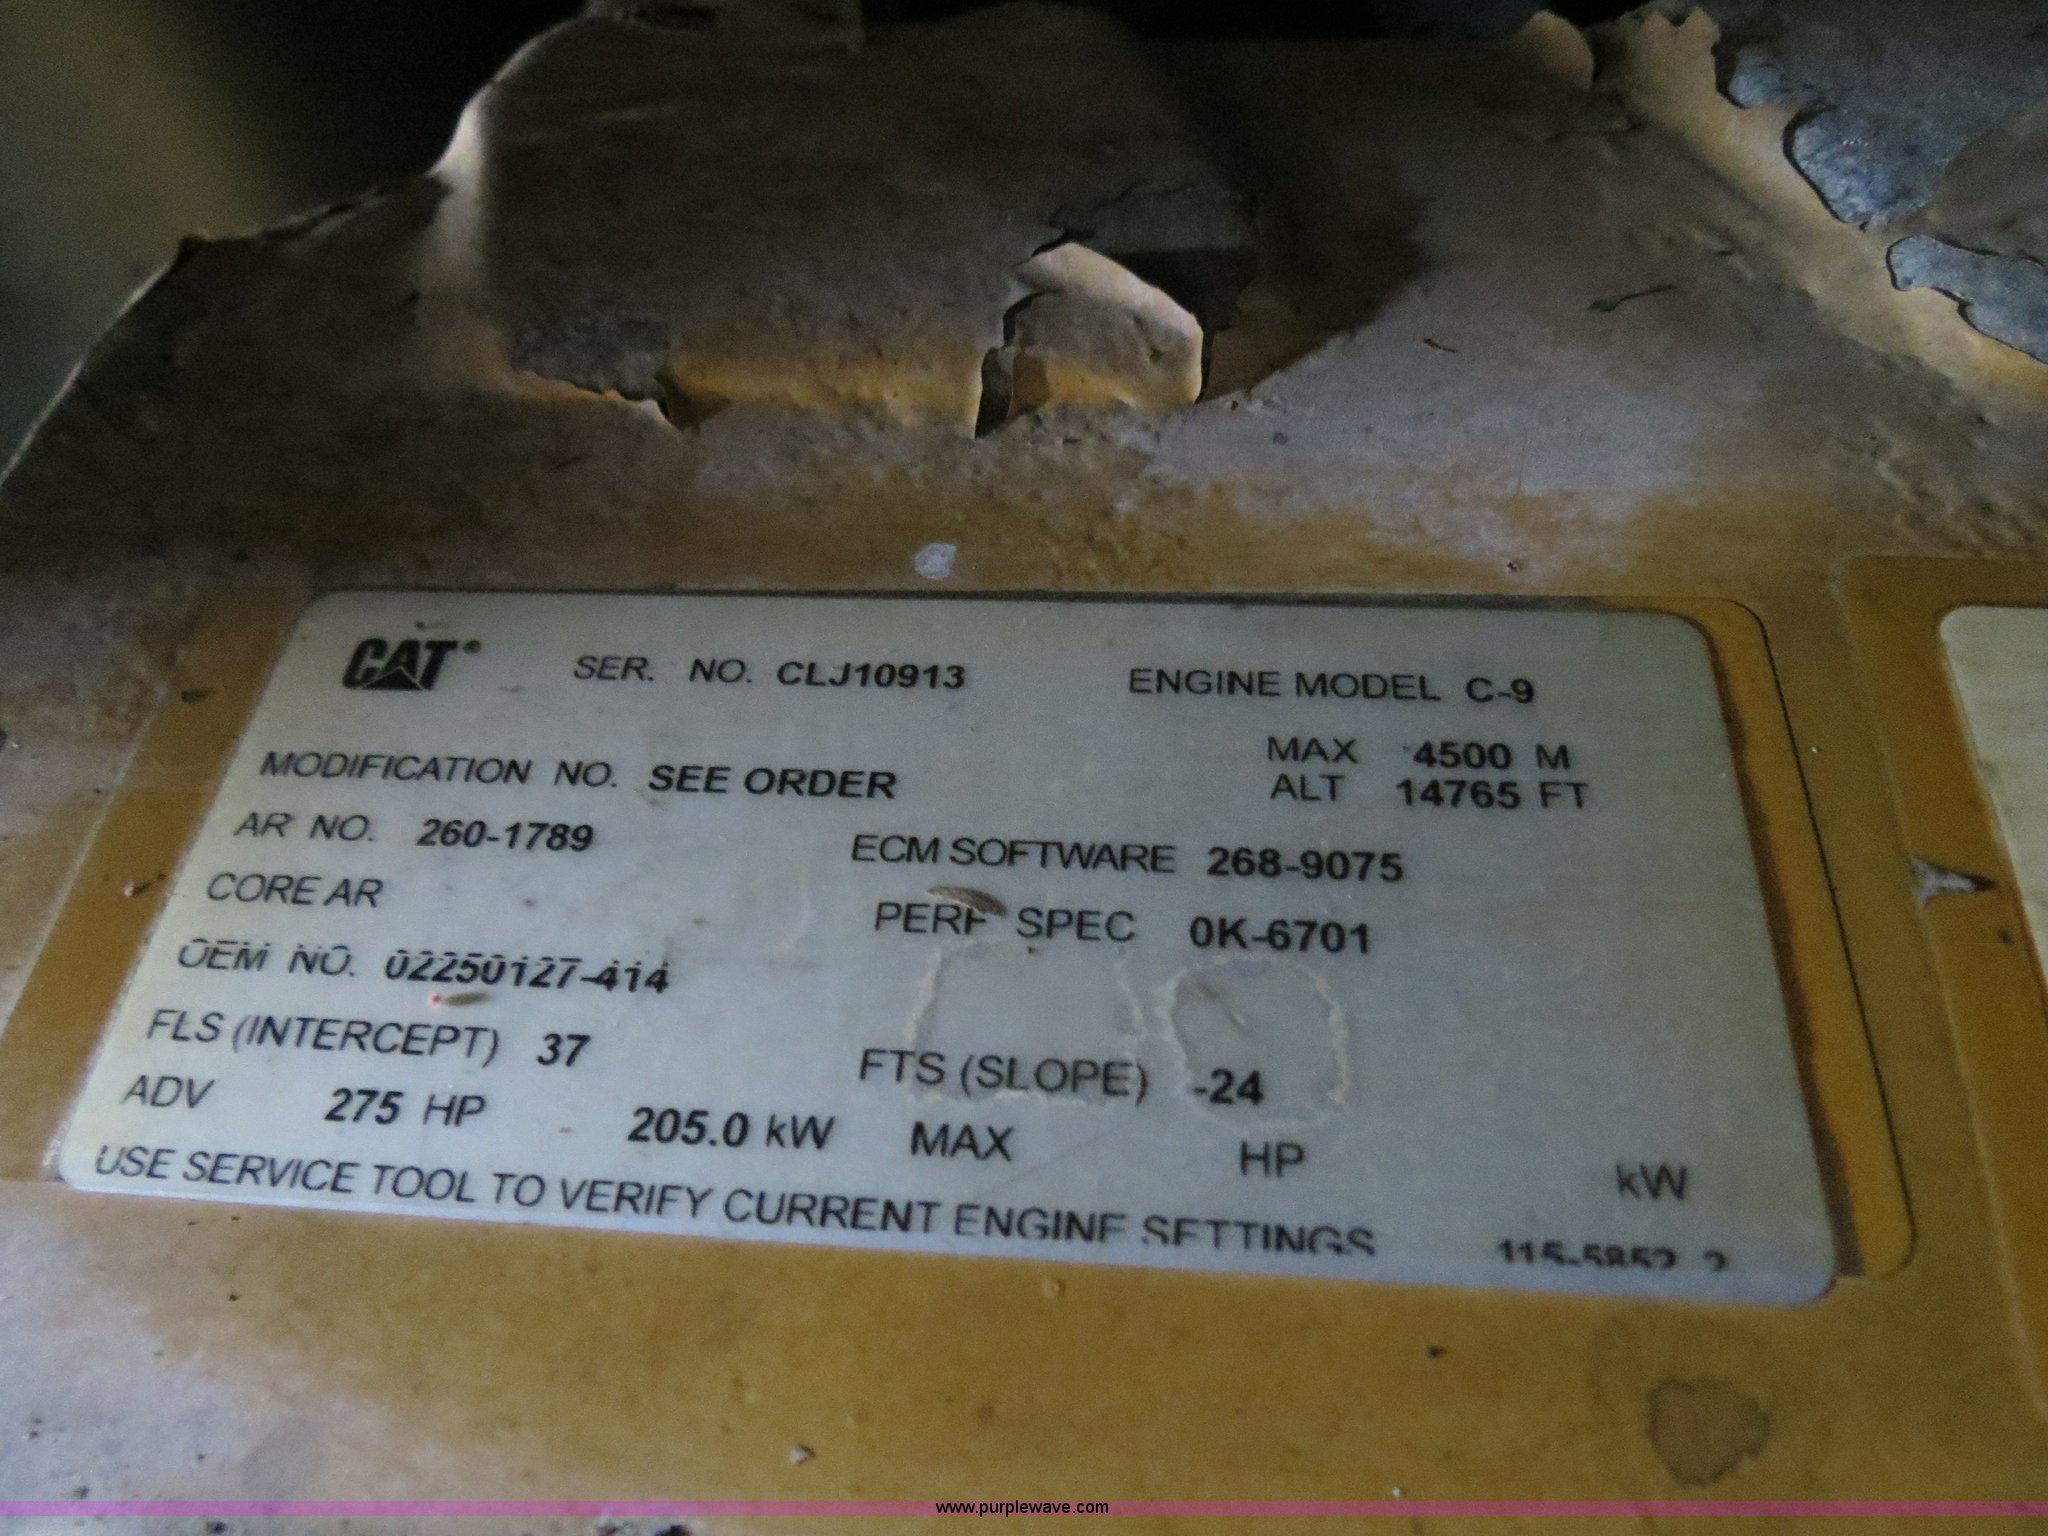 CAT® SER. NO. CLJ10913 ENGINE MODEL C-9
MODIFICATION NO. SEE ORDER MAX 4500 M
ALT 14765 FT
AR NO. 260-1789 ECM SOFTWARE 268-9075
CORE AR PERF SPEC 0K-6701
OEM NO. 02250127-414
FLS (INTERCEPT) 37 FTS (SLOPE) -24
ADV 275 HP 205.0 kW MAX HP kW
USE SERVICE TOOL TO VERIFY CURRENT ENGINE SETTINGS 115-5852 2
www.purplewave.com